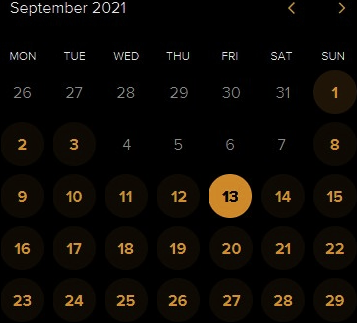 September 2021
MON TUE WED THU FRI SAT SUN
26 27 28 29 30 31 1
2 3 4 5 6 7 8
9 10 11 12 13 14 15
16 17 18 19 20 21 22
23 24 25 26 27 28 29